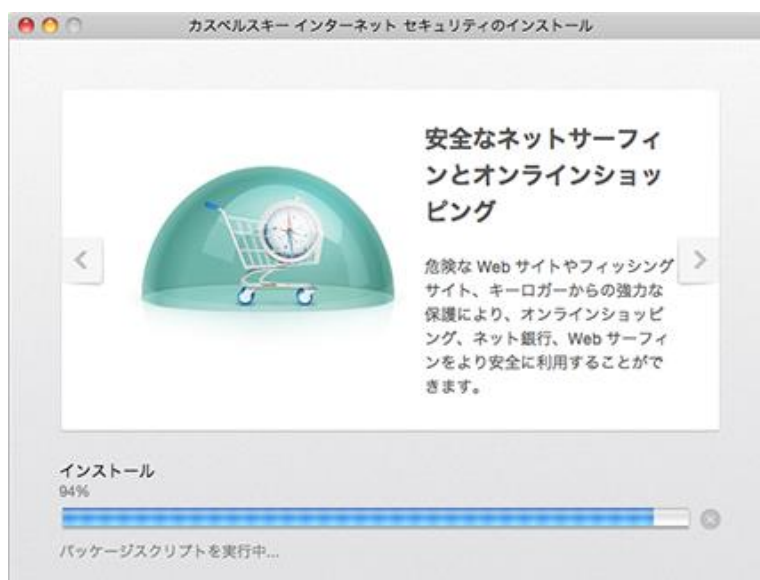 カスペルスキー インターネット セキュリティのインストール
安全なネットサーフィ
ンとオンラインショッ
ピング
危険な Web サイトやフィッシング
サイト、キーロガーからの強力な
保護により、オンラインショッピ
ング、ネット銀行、Web サーフィ
ンをより安全に利用することがで
きます。
インストール
94%
パッケージスクリプトを実行中...